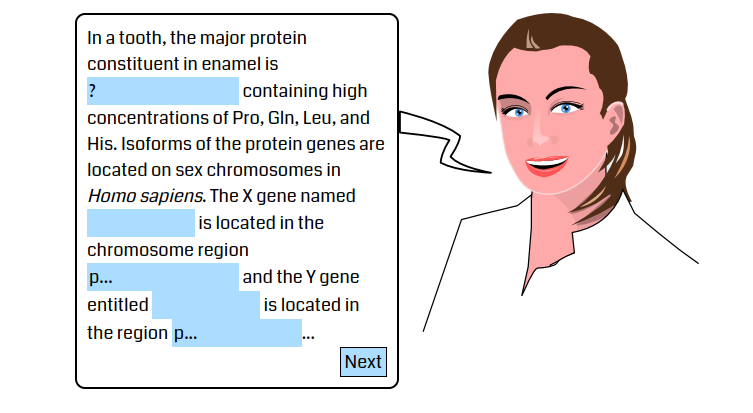 In a tooth, the major protein
constituent in enamel is
? containing high
concentrations of Pro, Gln, Leu, and
His. Isoforms of the protein genes are
located on sex chromosomes in
Homo sapiens. The X gene named
is located in the
chromosome region
p... and the Y gene
entitled is located in
the region p... ...
Next